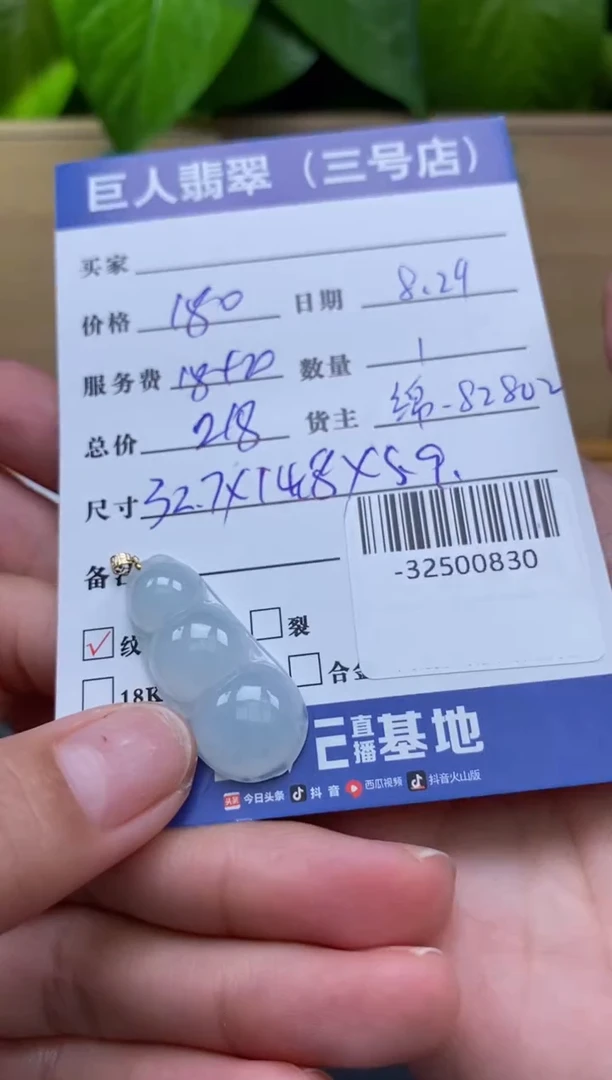 巨人翡翠（三号店）
买家
价格 180 日期 8.29
服务费 18+20 数量 1
总价 218 货主 绵-82802
尺寸 32.7X14.8X5.9.
-32500830
备
√ 纹 裂
18K 合金
直播基地
今日头条 抖音 西瓜视频 抖音火山版